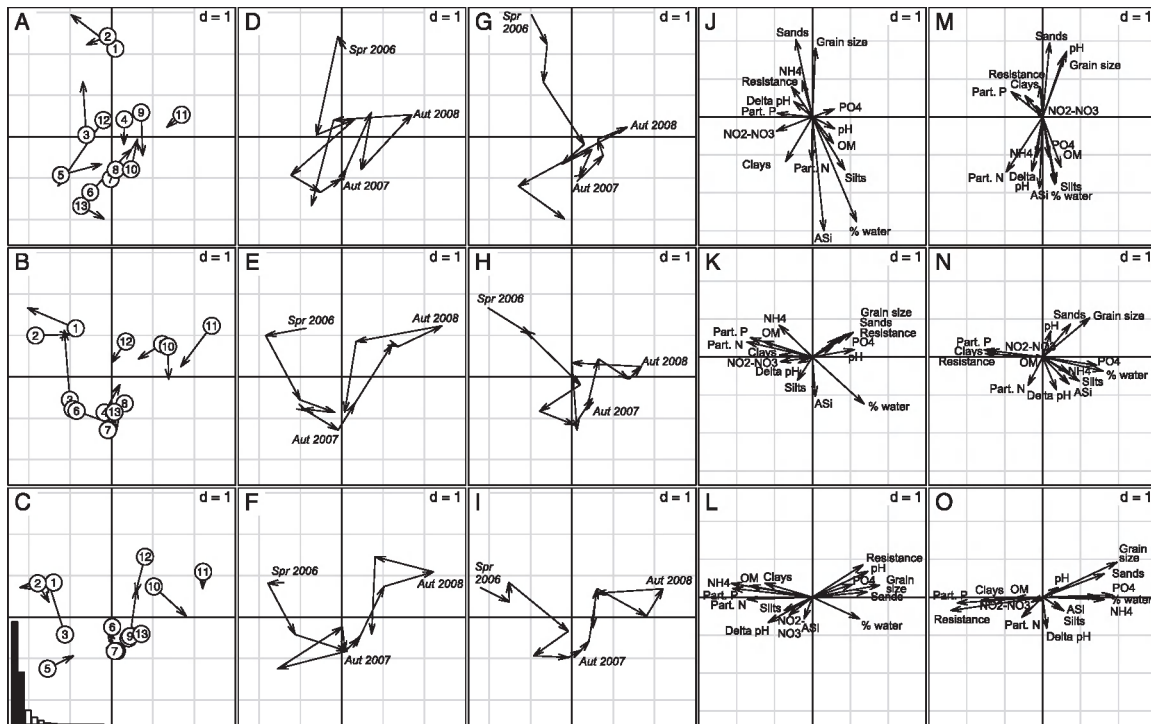 A d = 1
2
1
12
9
4
11
3
8
10
5
7
6
13
D d = 1
Spr 2006
Aut 2008
Aut 2007
G d = 1
Spr
2006
Aut 2008
Aut 2007
J d = 1
Sands
Grain size
NH4
Resistance
Delta pH
PO4
Part. P
pH
NO2-NO3
OM
Clays
Part. N
Silts
% water
ASi
M d = 1
Sands
pH
Grain size
Resistance
Clays
Part. P
NO2-NO3
NH4
PO4
OM
Part. N
Delta
pH
Silts
ASi
% water
B d = 1
1
2
11
12
10
6
4
13
8
7
E d = 1
Spr 2006
Aut 2008
Aut 2007
H d = 1
Spr 2006
Aut 2008
Aut 2007
K d = 1
NH4
Grain size
Sands
Part. P
OM
Resistance
Part. N
PO4
Clays
NO2-NO3
pH
Delta pH
Silts
ASi
% water
N d = 1
Sands
Grain size
pH
Part. P
NO2-NO3
Clays
Resistance
OM
PO4
NH4
% water
Silts
Part. N
ASi
Delta pH
C d = 1
12
2
1
11
10
3
6
9
13
7
5
F d = 1
Spr 2006
Aut 2008
Aut 2007
I d = 1
Spr
2006
Aut 2008
Aut 2007
L d = 1
Resistance
pH
NH4
OM
Clays
PO4
Grain
size
Part. P
Sands
Part. N
Silts
NO2-
NO3
ASi
% water
Delta pH
O d = 1
Grain
size
Sands
pH
Clays
OM
PO4
Part. P
% water
NO2-NO3
ASi
NH4
Resistance
Silts
Part. N
Delta pH